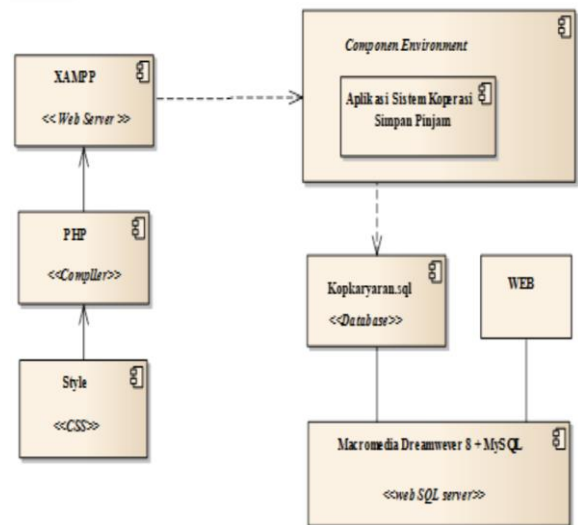 Componen Environment
XAMPP
<< Web Server >>
Aplikasi Sistem Koperasi
Simpan Pinjam
PHP
<<Compller>>
Kopkaryaran.sql
<<Database>>
WEB
Style
<<CSS>>
Macromedia Dreamwever 8 + MySQL
<<web SQL server>>